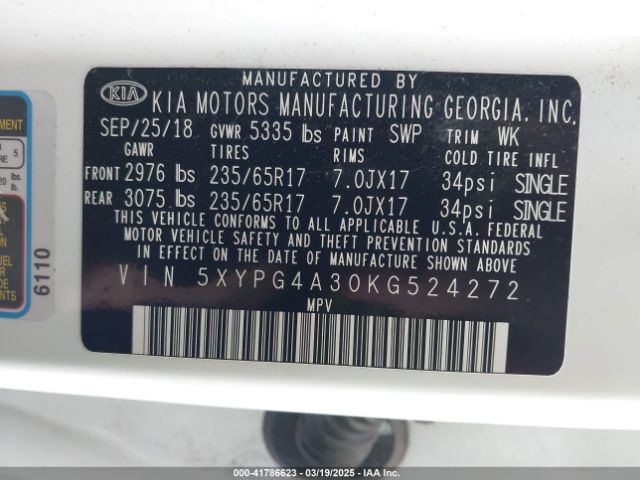 MANUFACTURED BY
KIA KIA MOTORS MANUFACTURING GEORGIA, INC.
SEP/25/18 GVWR 5335 lbs PAINT SWP TRIM WK
GAWR TIRES RIMS COLD TIRE INFL
FRONT 2976 lbs 235/65R17 7.0JX17 34psi SINGLE
REAR 3075 lbs 235/65R17 7.0JX17 34psi SINGLE
THIS VEHICLE CONFORMS TO ALL APPLICABLE U.S.A. FEDERAL
MOTOR VEHICLE SAFETY AND THEFT PREVENTION STANDARDS
IN EFFECT ON THE DATE OF MANUFACTURE SHOWN ABOVE.
VIN 5XYPG4A30KG524272
MPV
6110
5
000-41786623 - 03/19/2025 - IAA Inc.